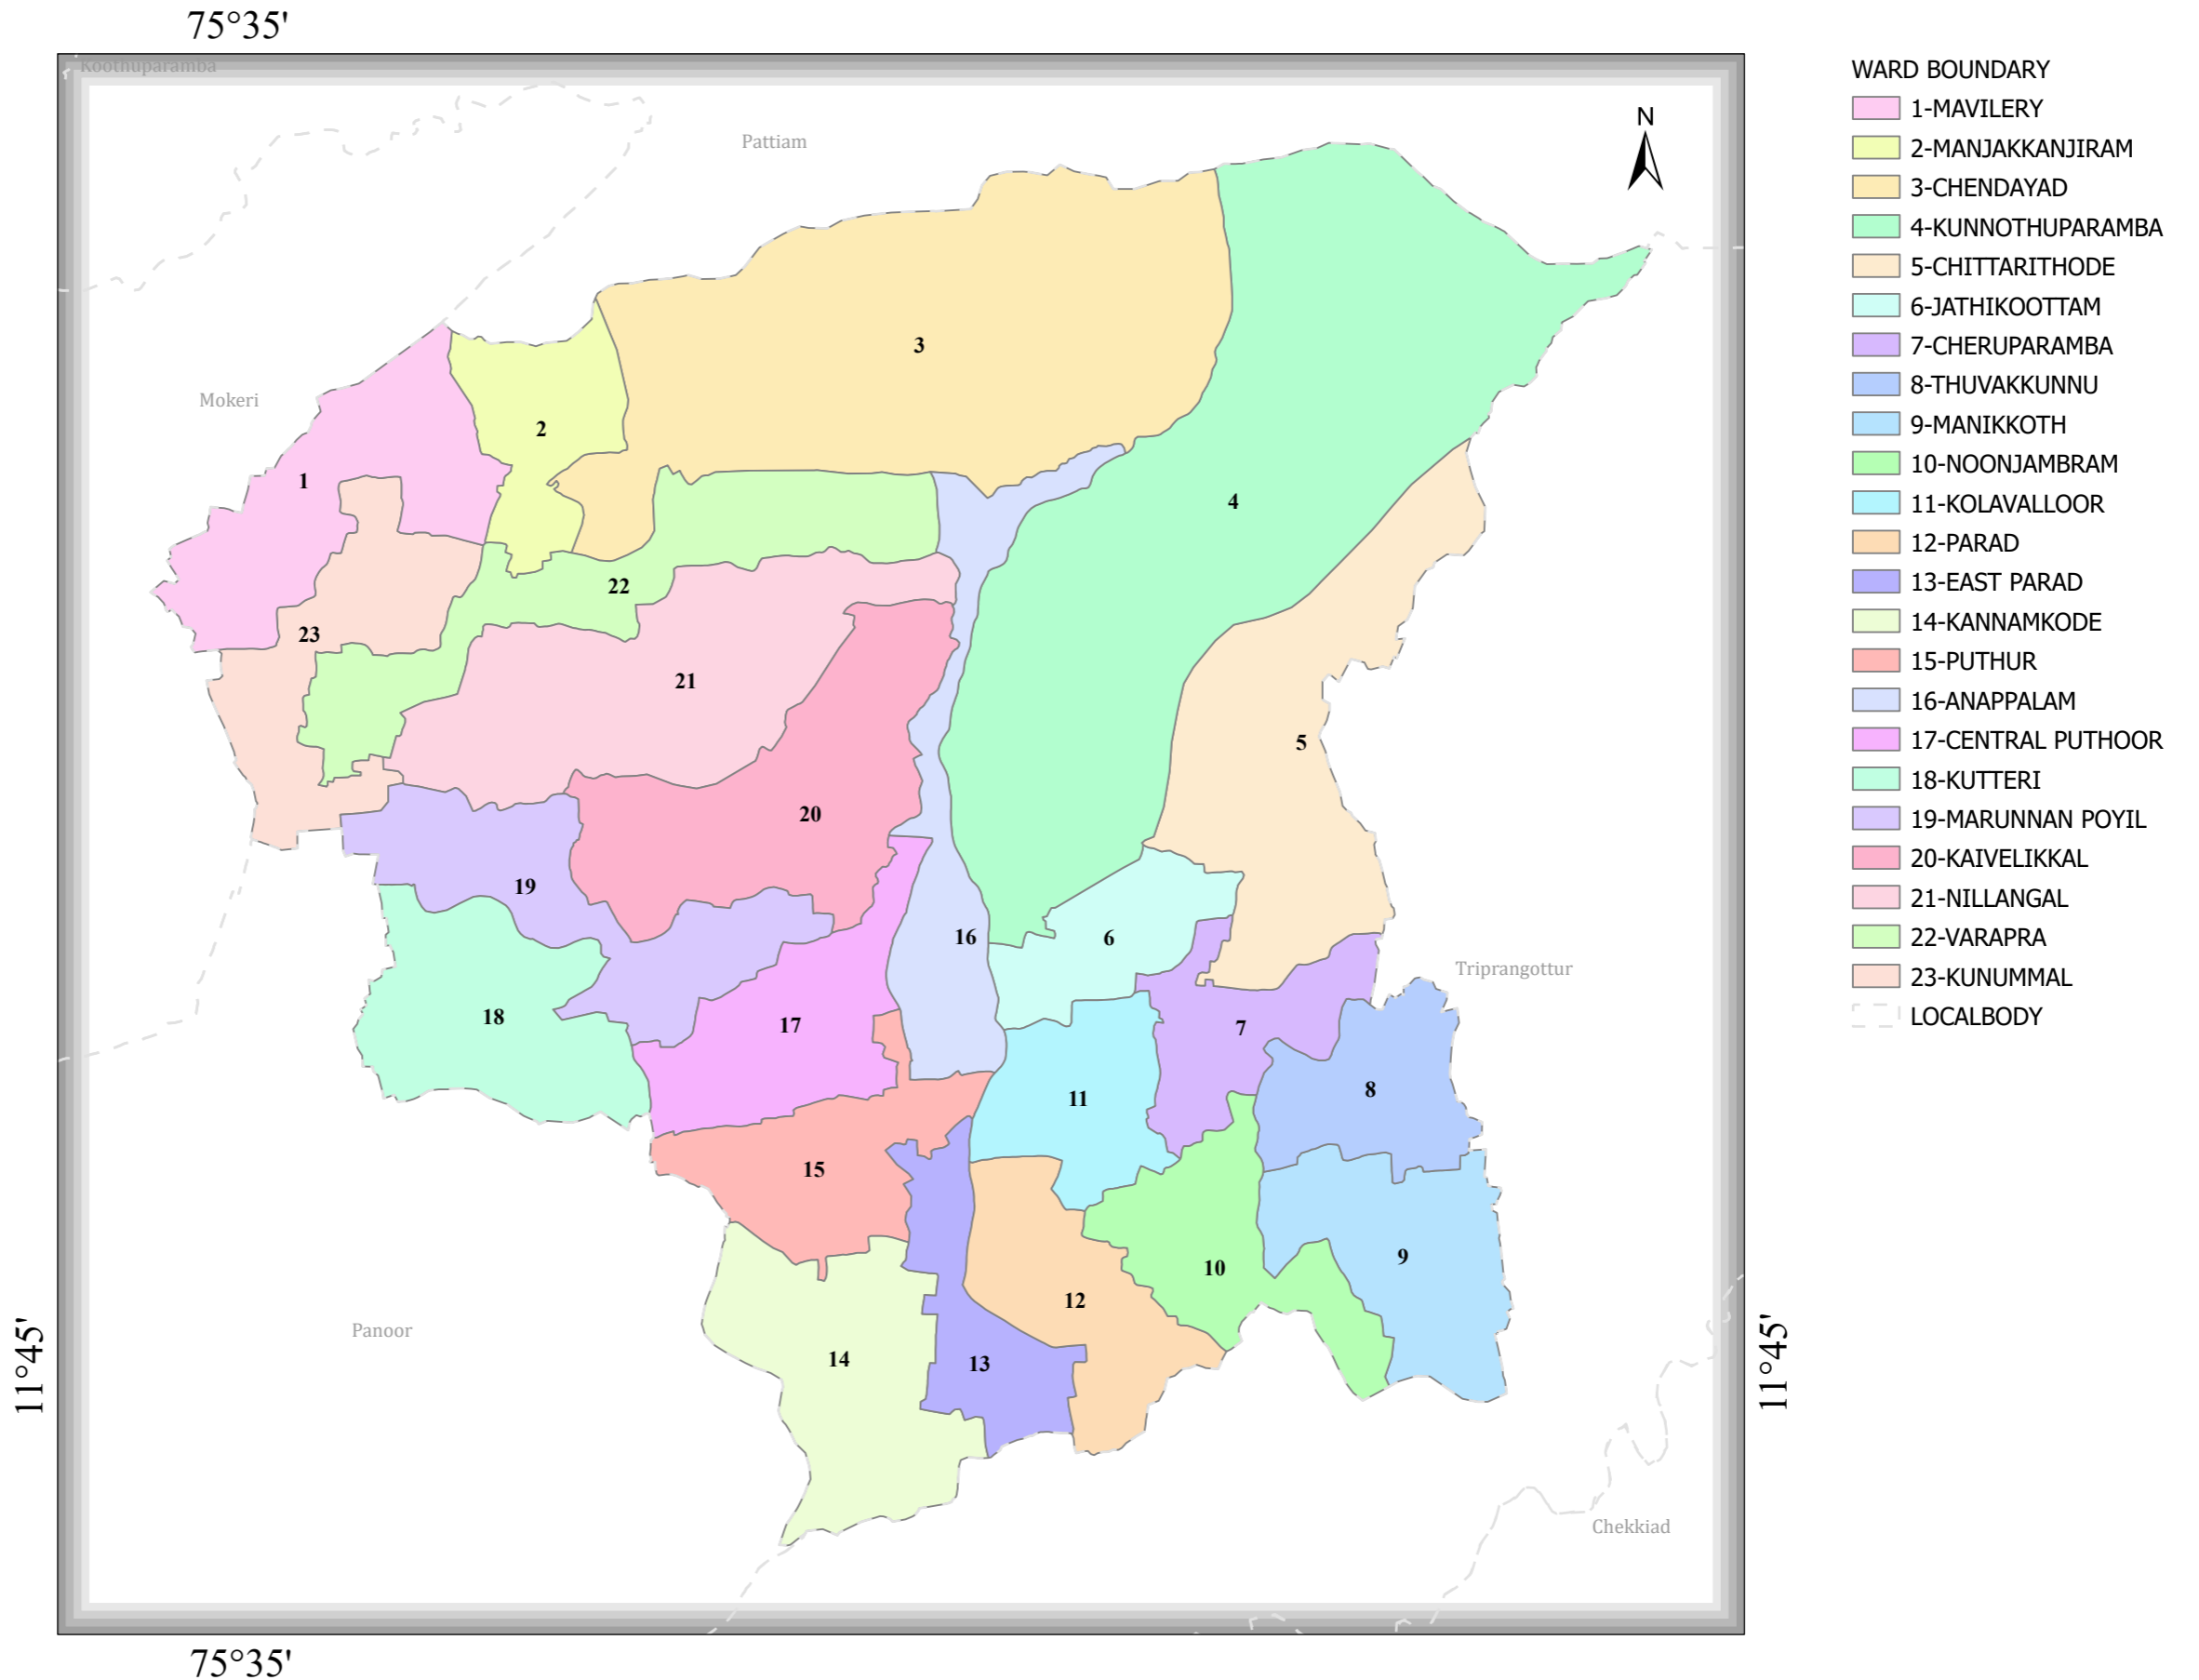 75°35'
Koothuparamba
WARD BOUNDARY
1-MAVILERY
2-MANJAKKANJIRAM
3-CHENDAYAD
4-KUNNOTHUPARAMBA
5-CHITTARITHODE
6-JATHIKOOTTAM
7-CHERUPARAMBA
8-THUVAKKUNNU
9-MANIKKOTH
10-NOONJAMBRAM
11-KOLAVALLOOR
12-PARAD
13-EAST PARAD
14-KANNAMKODE
15-PUTHUR
16-ANAPPALAM
17-CENTRAL PUTHOOR
18-KUTTERI
19-MARUNNAN POYIL
20-KAIVELIKKAL
21-NILLANGAL
22-VARAPRA
23-KUNUMMAL
LOCALBODY
N
Pattiam
3
Mokeri
2
1
4
22
23
21
5
20
19
16
6
Triprangottur
18
17
7
8
11
15
9
10
12
Panoor
14
13
11°45'
11°45'
Chekkiad
75°35'